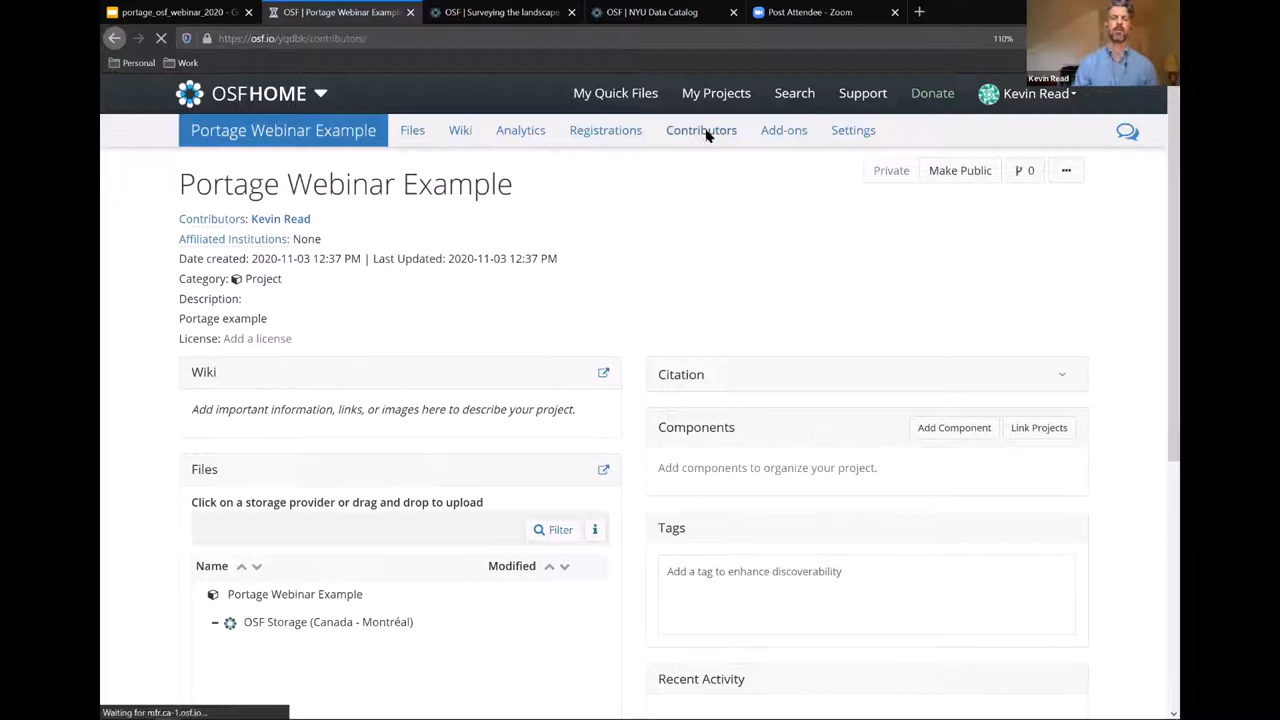 portage_osf_webinar_2020 - G
OSF | Portage Webinar Example
OSF | Surveying the landscape
OSF | NYU Data Catalog
Post Attendee - Zoom
https://osf.io/yqdbk/contributors/
110%
Personal
Work
Kevin Read
OSFHOME
My Quick Files
My Projects
Search
Support
Donate
Kevin Read
Portage Webinar Example
Files
Wiki
Analytics
Registrations
Contributors
Add-ons
Settings
Portage Webinar Example
Private
Make Public
0
Contributors: Kevin Read
Affiliated Institutions: None
Date created: 2020-11-03 12:37 PM | Last Updated: 2020-11-03 12:37 PM
Category: Project
Description:
Portage example
License: Add a license
Wiki
Add important information, links, or images here to describe your project.
Files
Click on a storage provider or drag and drop to upload
Filter
Name
Modified
Portage Webinar Example
OSF Storage (Canada - Montréal)
Citation
Components
Add Component
Link Projects
Add components to organize your project.
Tags
Add a tag to enhance discoverability
Recent Activity
Waiting for mfr.ca-1.osf.io...